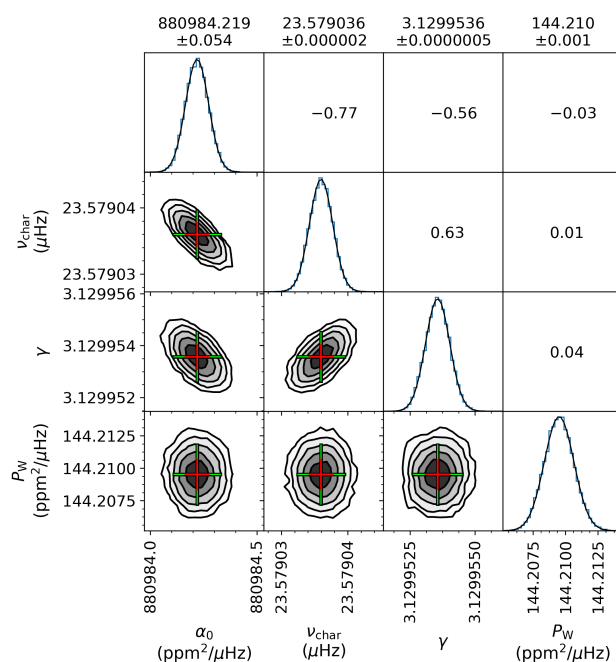 880984.219 23.579036 3.1299536 144.210
±0.054 ±0.000002 ±0.0000005 ±0.001
−0.77 −0.56 −0.03
23.57904
ν_char
(μHz)
0.63 0.01
23.57903
3.129956
γ
3.129954
0.04
3.129952
P_W
(ppm²/μHz)
144.2125
144.2100
144.2075
880984.0 880984.5 23.57903 23.57904 3.1299525 3.1299550 144.2075 144.2100 144.2125
α₀ ν_char γ P_W
(ppm²/μHz) (μHz) (ppm²/μHz)